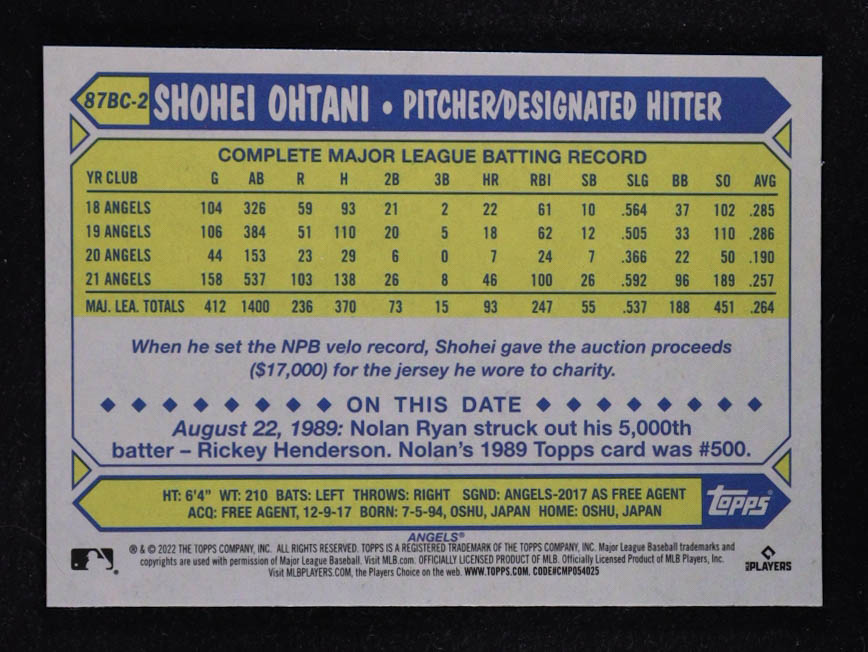 87BC-2 SHOHEI OHTANI • PITCHER/DESIGNATED HITTER
COMPLETE MAJOR LEAGUE BATTING RECORD
YR CLUB G AB R H 2B 3B HR RBI SB SLG BB SO AVG
18 ANGELS 104 326 59 93 21 2 22 61 10 .564 37 102 .285
19 ANGELS 106 384 51 110 20 5 18 62 12 .505 33 110 .286
20 ANGELS 44 153 23 29 6 0 7 24 7 .366 22 50 .190
21 ANGELS 158 537 103 138 26 8 46 100 26 .592 96 189 .257
MAJ. LEA. TOTALS 412 1400 236 370 73 15 93 247 55 .537 188 451 .264
When he set the NPB velo record, Shohei gave the auction proceeds
($17,000) for the jersey he wore to charity.
◆ ◆ ◆ ◆ ◆ ◆ ◆ ◆ ON THIS DATE ◆ ◆ ◆ ◆ ◆ ◆ ◆ ◆
August 22, 1989: Nolan Ryan struck out his 5,000th
batter – Rickey Henderson. Nolan's 1989 Topps card was #500.
HT: 6'4" WT: 210 BATS: LEFT THROWS: RIGHT SGND: ANGELS-2017 AS FREE AGENT
ACQ: FREE AGENT, 12-9-17 BORN: 7-5-94, OSHU, JAPAN HOME: OSHU, JAPAN
topps®
ANGELS®
® & © 2022 THE TOPPS COMPANY, INC. ALL RIGHTS RESERVED. TOPPS IS A REGISTERED TRADEMARK OF THE TOPPS COMPANY, INC. Major League Baseball trademarks and
copyrights are used with permission of Major League Baseball. Visit MLB.com. OFFICIALLY LICENSED PRODUCT OF MLB. Officially Licensed Product of MLB Players, Inc.
Visit MLBPLAYERS.COM, the Players Choice on the web. WWW.TOPPS.COM. CODE#CMP054025
MLB PLAYERS